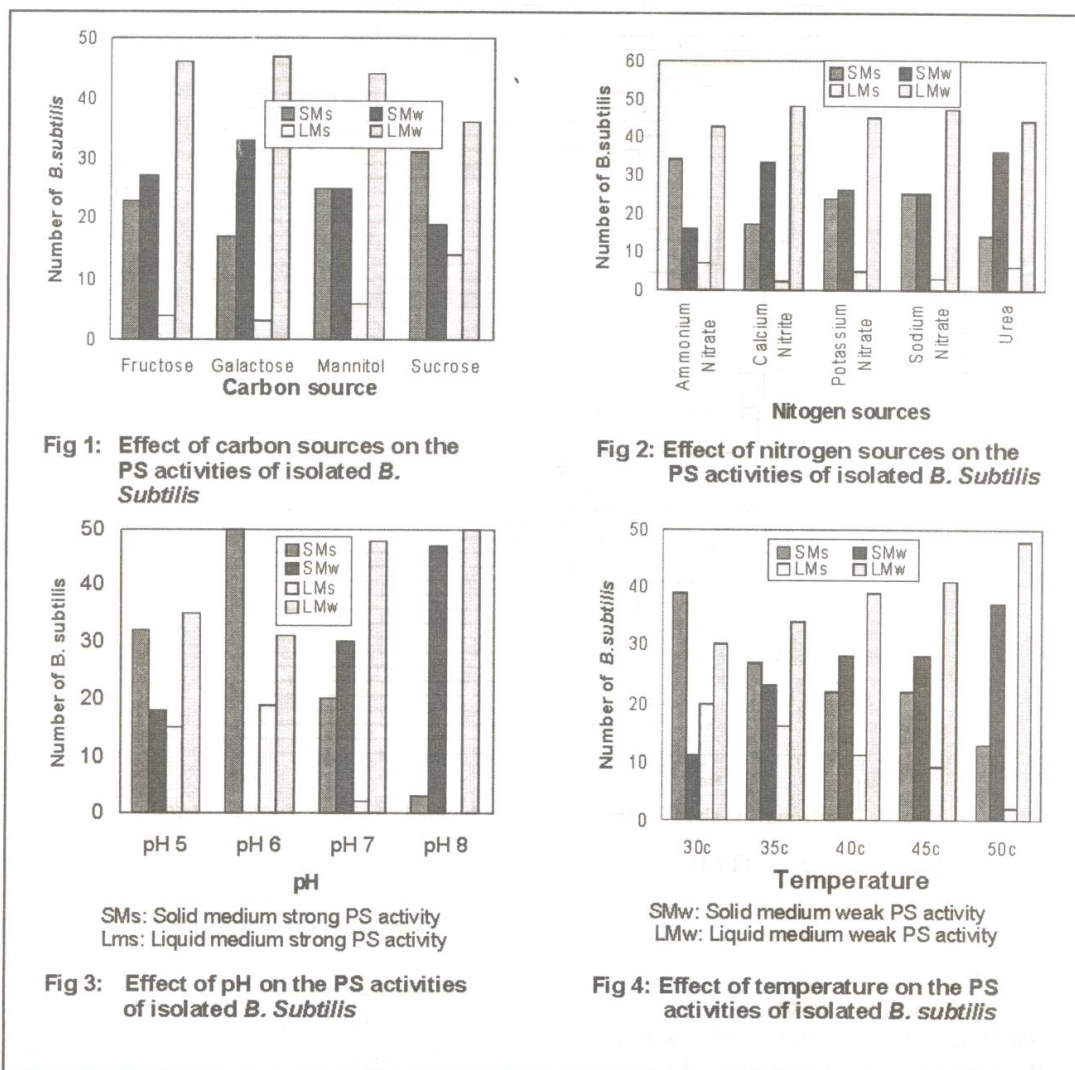 50
40
30
20
10
0
Number of B.subtilis
SMs SMw
LMs LMw
Fructose Galactose Mannitol Sucrose
Carbon source
Fig 1: Effect of carbon sources on the
PS activities of isolated B.
Subtilis
60
50
40
30
20
10
0
Number of B.subtilis
SMs SMw
LMs LMw
Ammonium
Nitrate
Calcium
Nitrite
Potassium
Nitrate
Sodium
Nitrate
Urea
Nitogen sources
Fig 2: Effect of nitrogen sources on the
PS activities of isolated B. Subtilis
50
40
30
20
10
0
Number of B. subtilis
SMs
SMw
LMs
LMw
pH 5 pH 6 pH 7 pH 8
pH
SMs: Solid medium strong PS activity
Lms: Liquid medium strong PS activity
Fig 3: Effect of pH on the PS activities
of isolated B. Subtilis
50
40
30
20
10
0
Number of B.subtilis
SMs SMw
LMs LMw
30c 35c 40c 45c 50c
Temperature
SMw: Solid medium weak PS activity
LMw: Liquid medium weak PS activity
Fig 4: Effect of temperature on the PS
activities of isolated B. subtilis